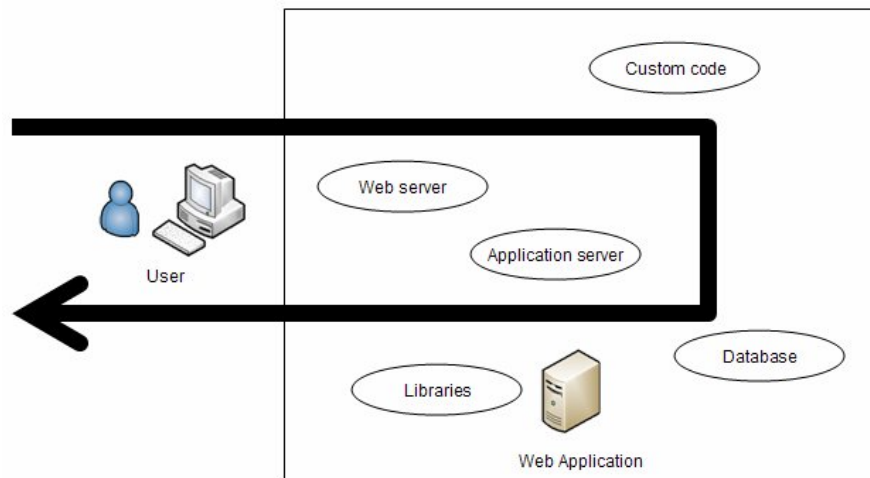 Custom code
Web server
Application server
User
Database
Libraries
Web Application